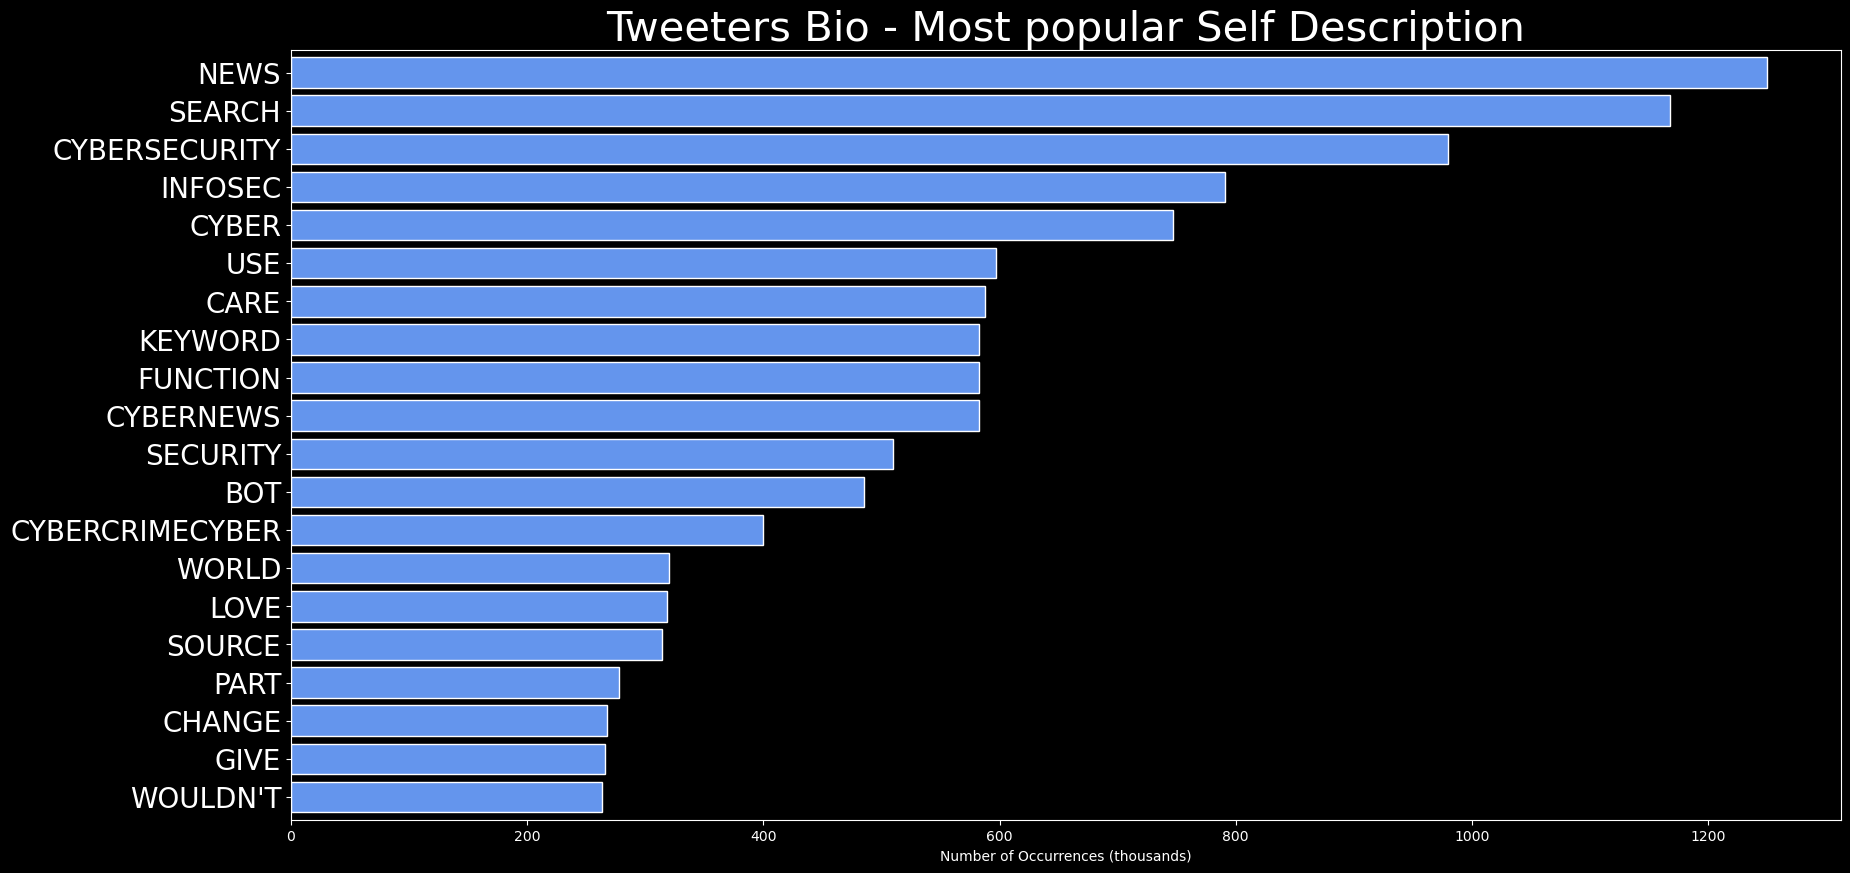 Tweeters Bio - Most popular Self Description
NEWS
SEARCH
CYBERSECURITY
INFOSEC
CYBER
USE
CARE
KEYWORD
FUNCTION
CYBERNEWS
SECURITY
BOT
CYBERCRIMECYBER
WORLD
LOVE
SOURCE
PART
CHANGE
GIVE
WOULDN'T
0 200 400 600 800 1000 1200
Number of Occurrences (thousands)